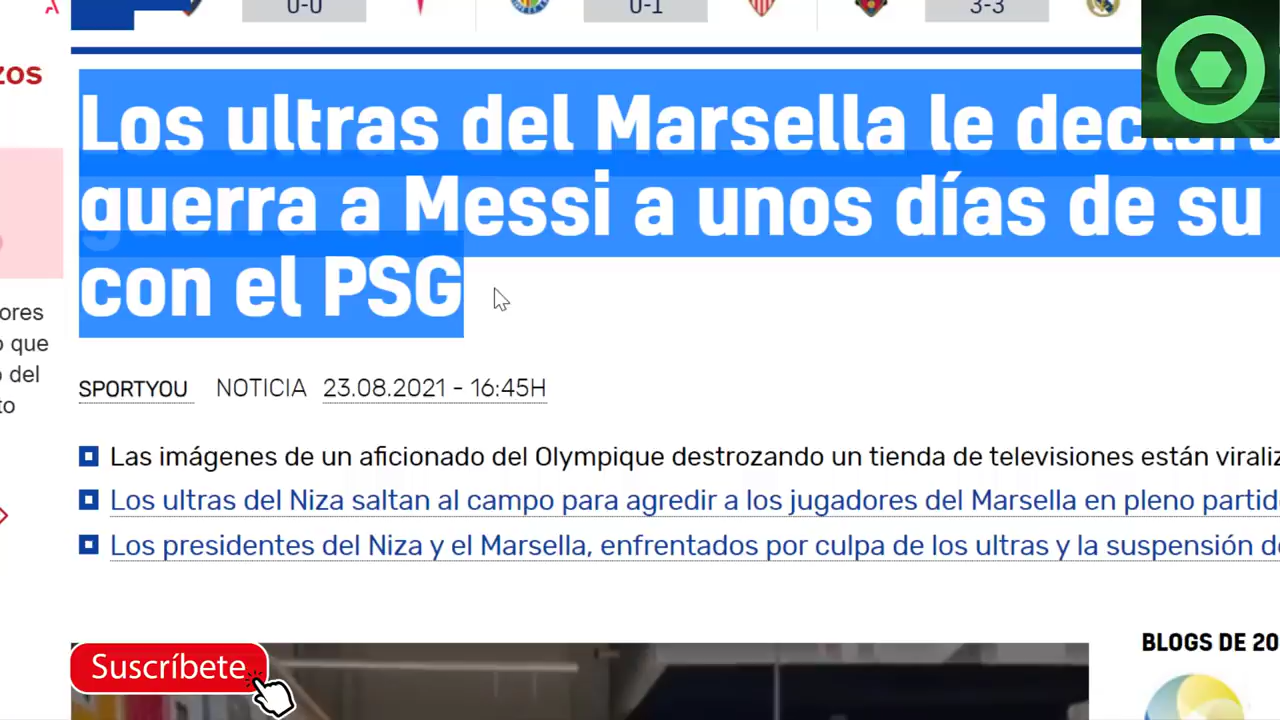 0-0
0-1
3-3
zos
Los ultras del Marsella le
guerra a Messi a unos días de su
con el PSG
ores
o que
o del
to
SPORTYOU NOTICIA 23.08.2021 - 16:45H
Las imágenes de un aficionado del Olympique destrozando un tienda de televisiones están
Los ultras del Niza saltan al campo para agredir a los jugadores del Marsella en pleno
Los presidentes del Niza y el Marsella, enfrentados por culpa de los ultras y la suspensión
BLOGS DE 20
Suscríbete